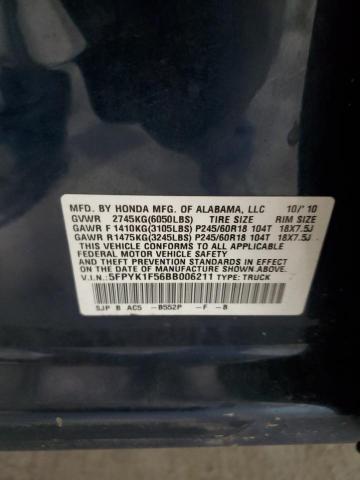 MFD. BY HONDA MFG. OF ALABAMA, LLC 10/'10
GVWR 2745KG(6050LBS) TIRE SIZE RIM SIZE
GAWR F 1410KG(3105LBS) P245/60R18 104T 18X7.5J
GAWR R1475KG(3245LBS) P245/60R18 104T 18X7.5J
THIS VEHICLE CONFORMS TO ALL APPLICABLE
FEDERAL MOTOR VEHICLE SAFETY
AND THEFT PREVENTION STANDARDS IN EFFECT
ON THE DATE OF MANUFACTURE SHOWN ABOVE.
V.I.N.: 5FPYK1F56BB006211 TYPE: TRUCK
SJP B AC5 -B552P -F -B